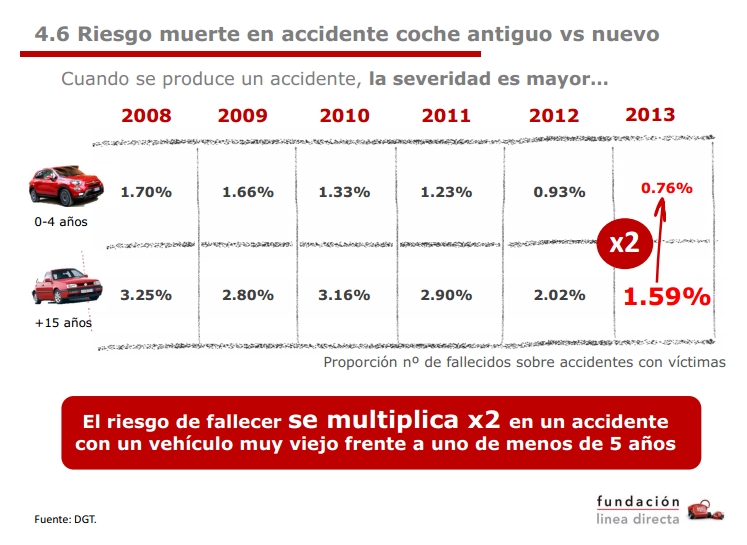 4.6 Riesgo muerte en accidente coche antiguo vs nuevo
Cuando se produce un accidente, la severidad es mayor...
2008 2009 2010 2011 2012 2013
1.70% 1.66% 1.33% 1.23% 0.93% 0.76%
0-4 años
x2
3.25% 2.80% 3.16% 2.90% 2.02% 1.59%
+15 años
Proporción nº de fallecidos sobre accidentes con víctimas
El riesgo de fallecer se multiplica x2 en un accidente
con un vehículo muy viejo frente a uno de menos de 5 años
fundación
linea directa
Fuente: DGT.